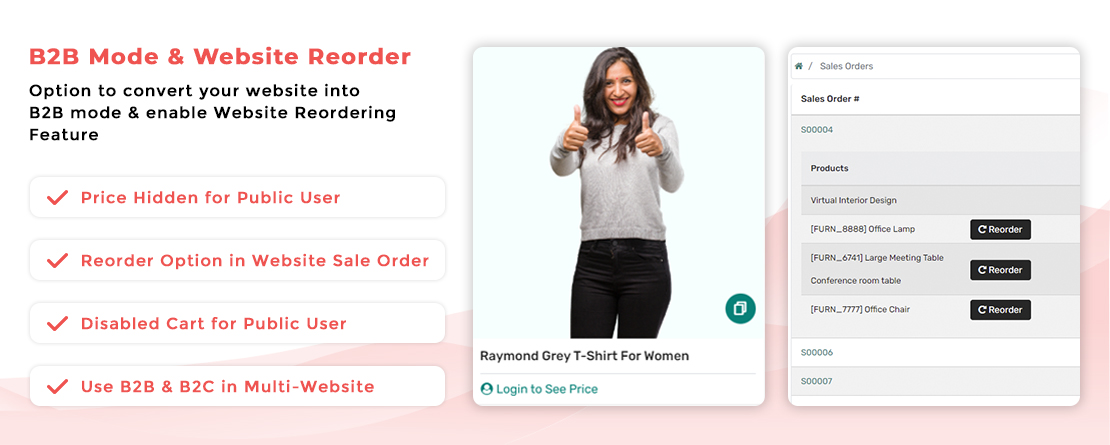 B2B Mode & Website Reorder
Option to convert your website into
B2B mode & enable Website Reordering
Feature
Price Hidden for Public User
Reorder Option in Website Sale Order
Disabled Cart for Public User
Use B2B & B2C in Multi-Website
Raymond Grey T-Shirt For Women
Login to See Price
/ Sales Orders
Sales Order #
S00004
Products
Virtual Interior Design
[FURN_8888] Office Lamp Reorder
[FURN_6741] Large Meeting Table
Reorder
Conference room table
[FURN_7777] Office Chair Reorder
S00006
S00007